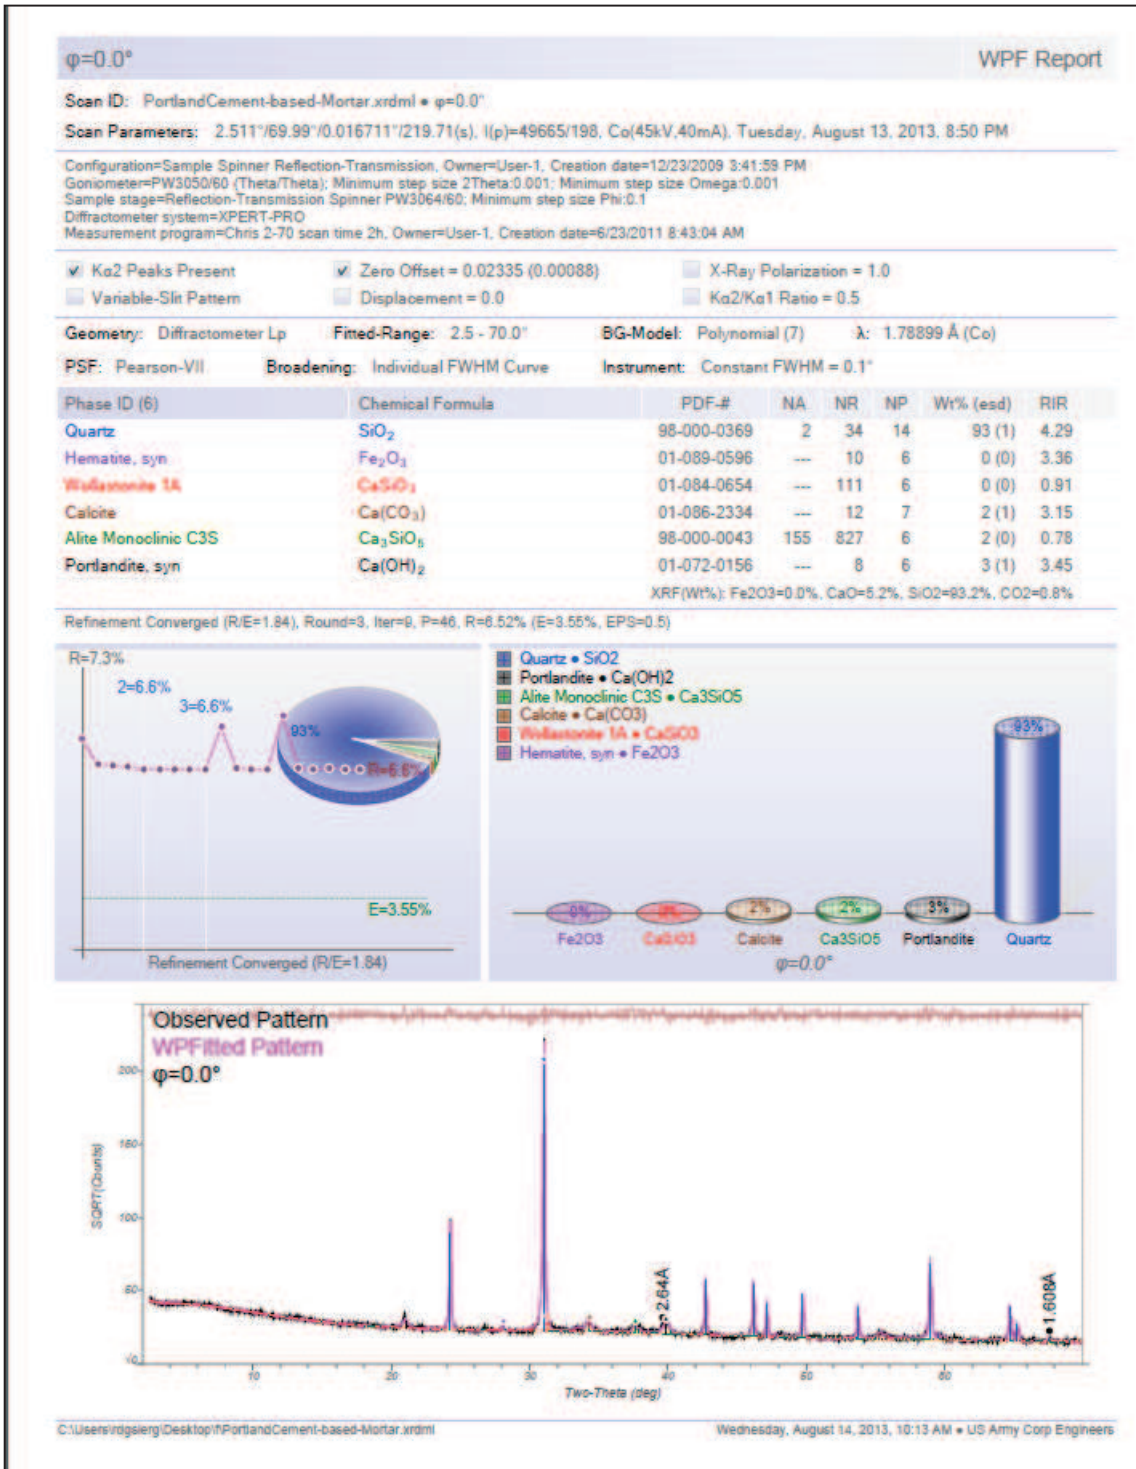 φ=0.0° WPF Report
Scan ID: PortlandCement-based-Mortar.xrdml • φ=0.0°
Scan Parameters: 2.511°/69.99°/0.016711°/219.71(s), I(p)=49665/198, Co(45kV,40mA), Tuesday, August 13, 2013, 8:50 PM
Configuration=Sample Spinner Reflection-Transmission, Owner=User-1, Creation date=12/23/2009 3:41:59 PM
Goniometer=PW3050/60 (Theta/Theta); Minimum step size 2Theta:0.001; Minimum step size Omega:0.001
Sample stage=Reflection-Transmission Spinner PW3064/60; Minimum step size Phi:0.1
Diffractometer system=XPERT-PRO
Measurement program=Chris 2-70 scan time 2h, Owner=User-1, Creation date=6/23/2011 8:43:04 AM
Kα2 Peaks Present Zero Offset = 0.02335 (0.00088) X-Ray Polarization = 1.0
Variable-Slit Pattern Displacement = 0.0 Kα2/Kα1 Ratio = 0.5
Geometry: Diffractometer Lp Fitted-Range: 2.5 - 70.0° BG-Model: Polynomial (7) λ: 1.78899 Å (Co)
PSF: Pearson-VII Broadening: Individual FWHM Curve Instrument: Constant FWHM = 0.1°
Phase ID (6) Chemical Formula PDF-# NA NR NP Wt% (esd) RIR
Quartz SiO₂ 98-000-0369 2 34 14 93 (1) 4.29
Hematite, syn Fe₂O₃ 01-089-0596 --- 10 6 0 (0) 3.36
Wollastonite 1A CaSiO₃ 01-084-0654 --- 111 6 0 (0) 0.91
Calcite Ca(CO₃) 01-086-2334 --- 12 7 2 (1) 3.15
Alite Monoclinic C3S Ca₃SiO₅ 98-000-0043 155 827 6 2 (0) 0.78
Portlandite, syn Ca(OH)₂ 01-072-0156 --- 8 6 3 (1) 3.45
XRF(Wt%): Fe2O3=0.0%, CaO=5.2%, SiO2=93.2%, CO2=0.8%
Refinement Converged (R/E=1.84), Round=3, Iter=9, P=46, R=6.52% (E=3.55%, EPS=0.5)
R=7.3%
2=6.6%
3=6.6%
93%
R=6.6%
E=3.55%
Refinement Converged (R/E=1.84)
Quartz • SiO2
Portlandite • Ca(OH)2
Alite Monoclinic C3S • Ca3SiO5
Calcite • Ca(CO3)
Wollastonite 1A • CaSiO3
Hematite, syn • Fe2O3
93%
0% 0% 2% 2% 3%
Fe2O3 CaSiO3 Calcite Ca3SiO5 Portlandite Quartz
φ=0.0°
Observed Pattern
WPFitted Pattern
φ=0.0°
200
150
100
50
SQRT(Counts)
2.64A
1.608A
10 20 30 40
Two-Theta (deg)
C:\Users\rdgslerg\Desktop\f\PortlandCement-based-Mortar.xrdml Wednesday, August 14, 2013, 10:13 AM • US Army Corp Engineers